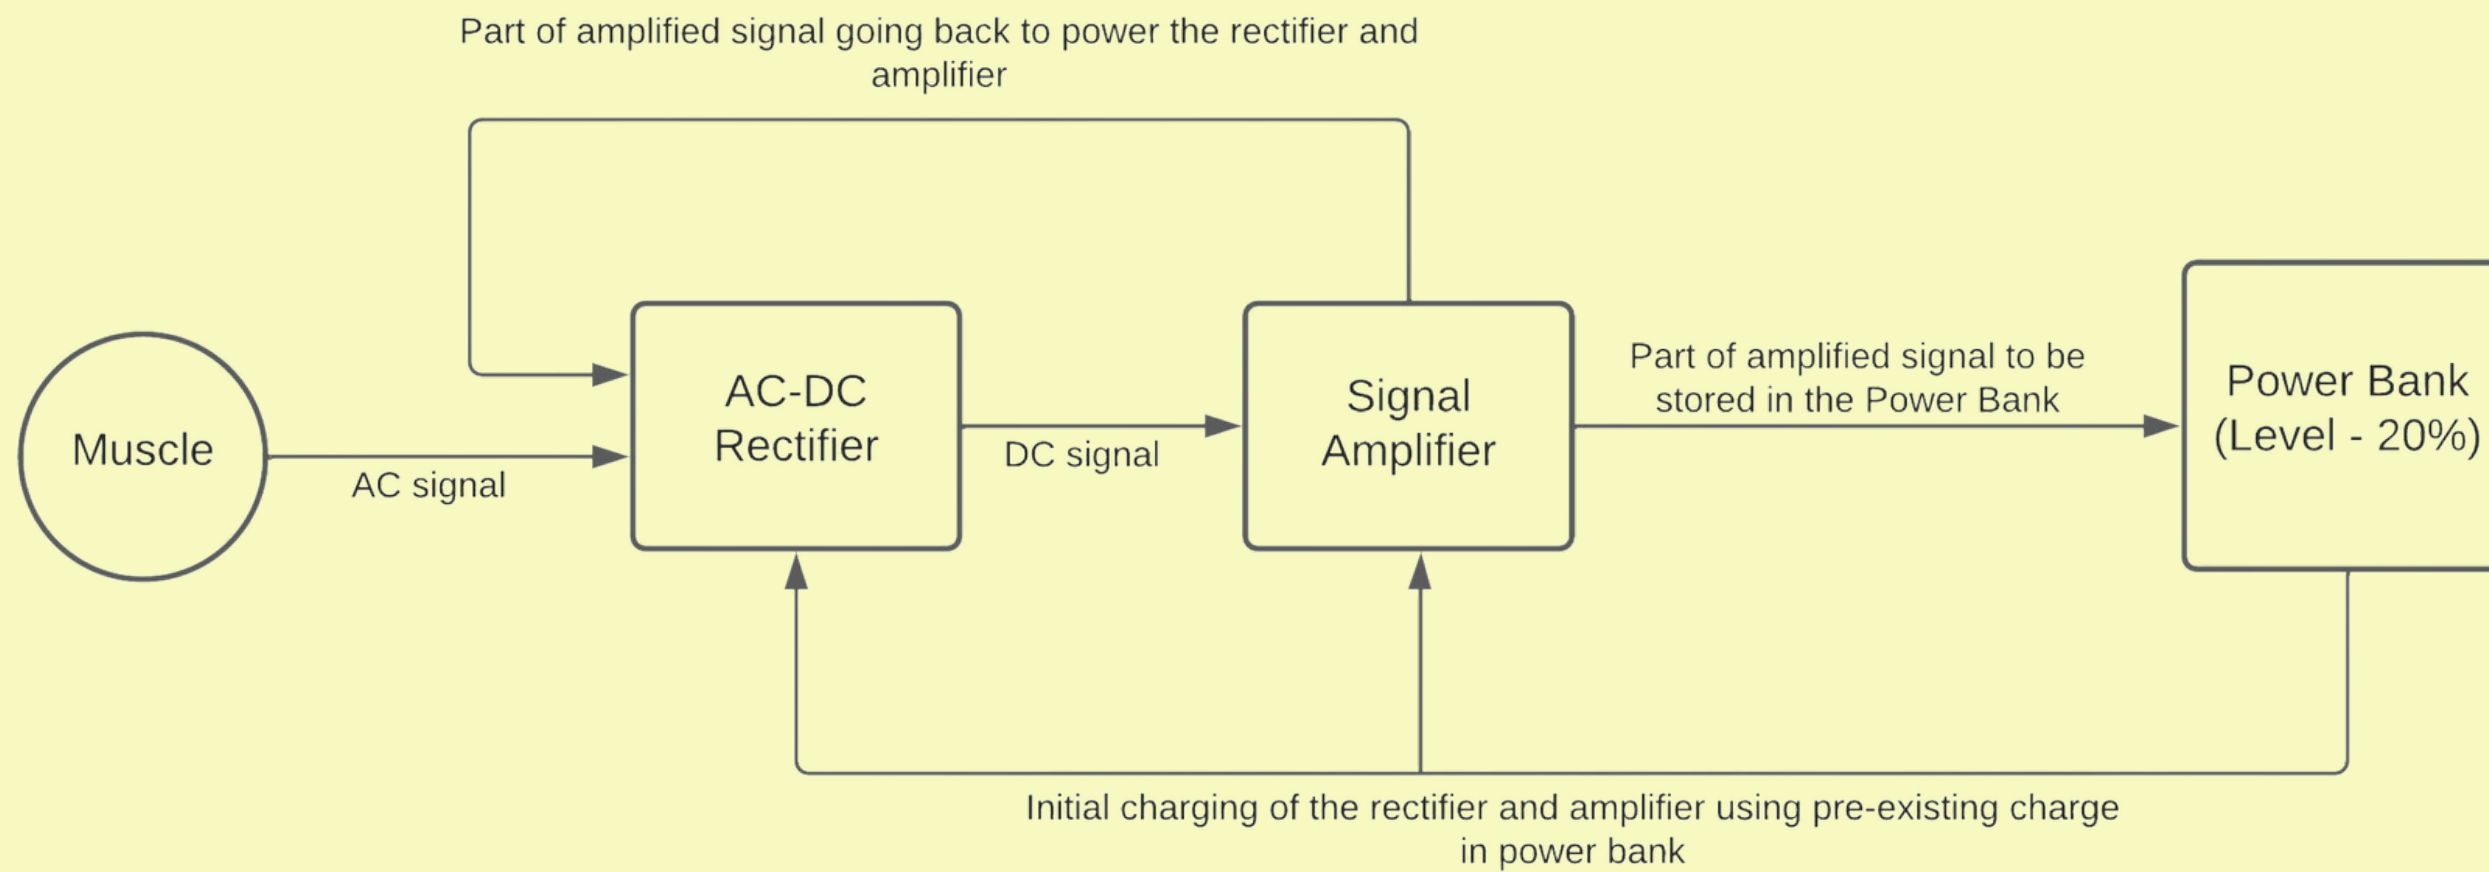 Part of amplified signal going back to power the rectifier and
amplifier
Muscle
AC signal
AC-DC
Rectifier
DC signal
Signal
Amplifier
Part of amplified signal to be
stored in the Power Bank
Power Bank
(Level - 20%)
Initial charging of the rectifier and amplifier using pre-existing charge
in power bank